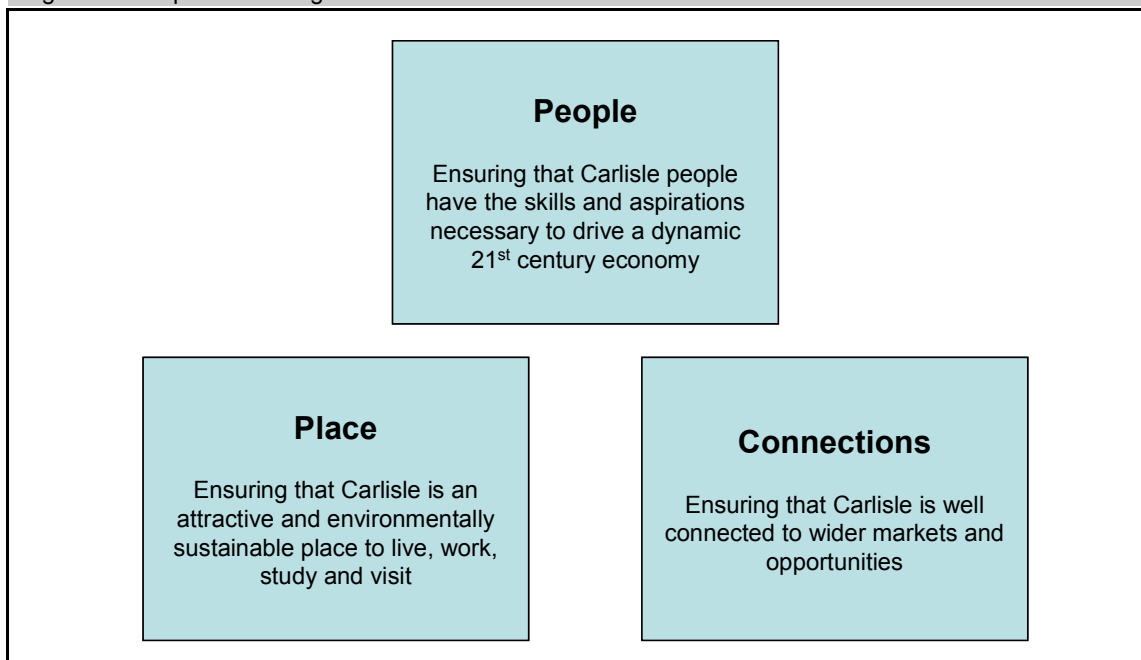 People
Ensuring that Carlisle people
have the skills and aspirations
necessary to drive a dynamic
21st century economy
Place
Ensuring that Carlisle is an
attractive and environmentally
sustainable place to live, work,
study and visit
Connections
Ensuring that Carlisle is well
connected to wider markets and
opportunities